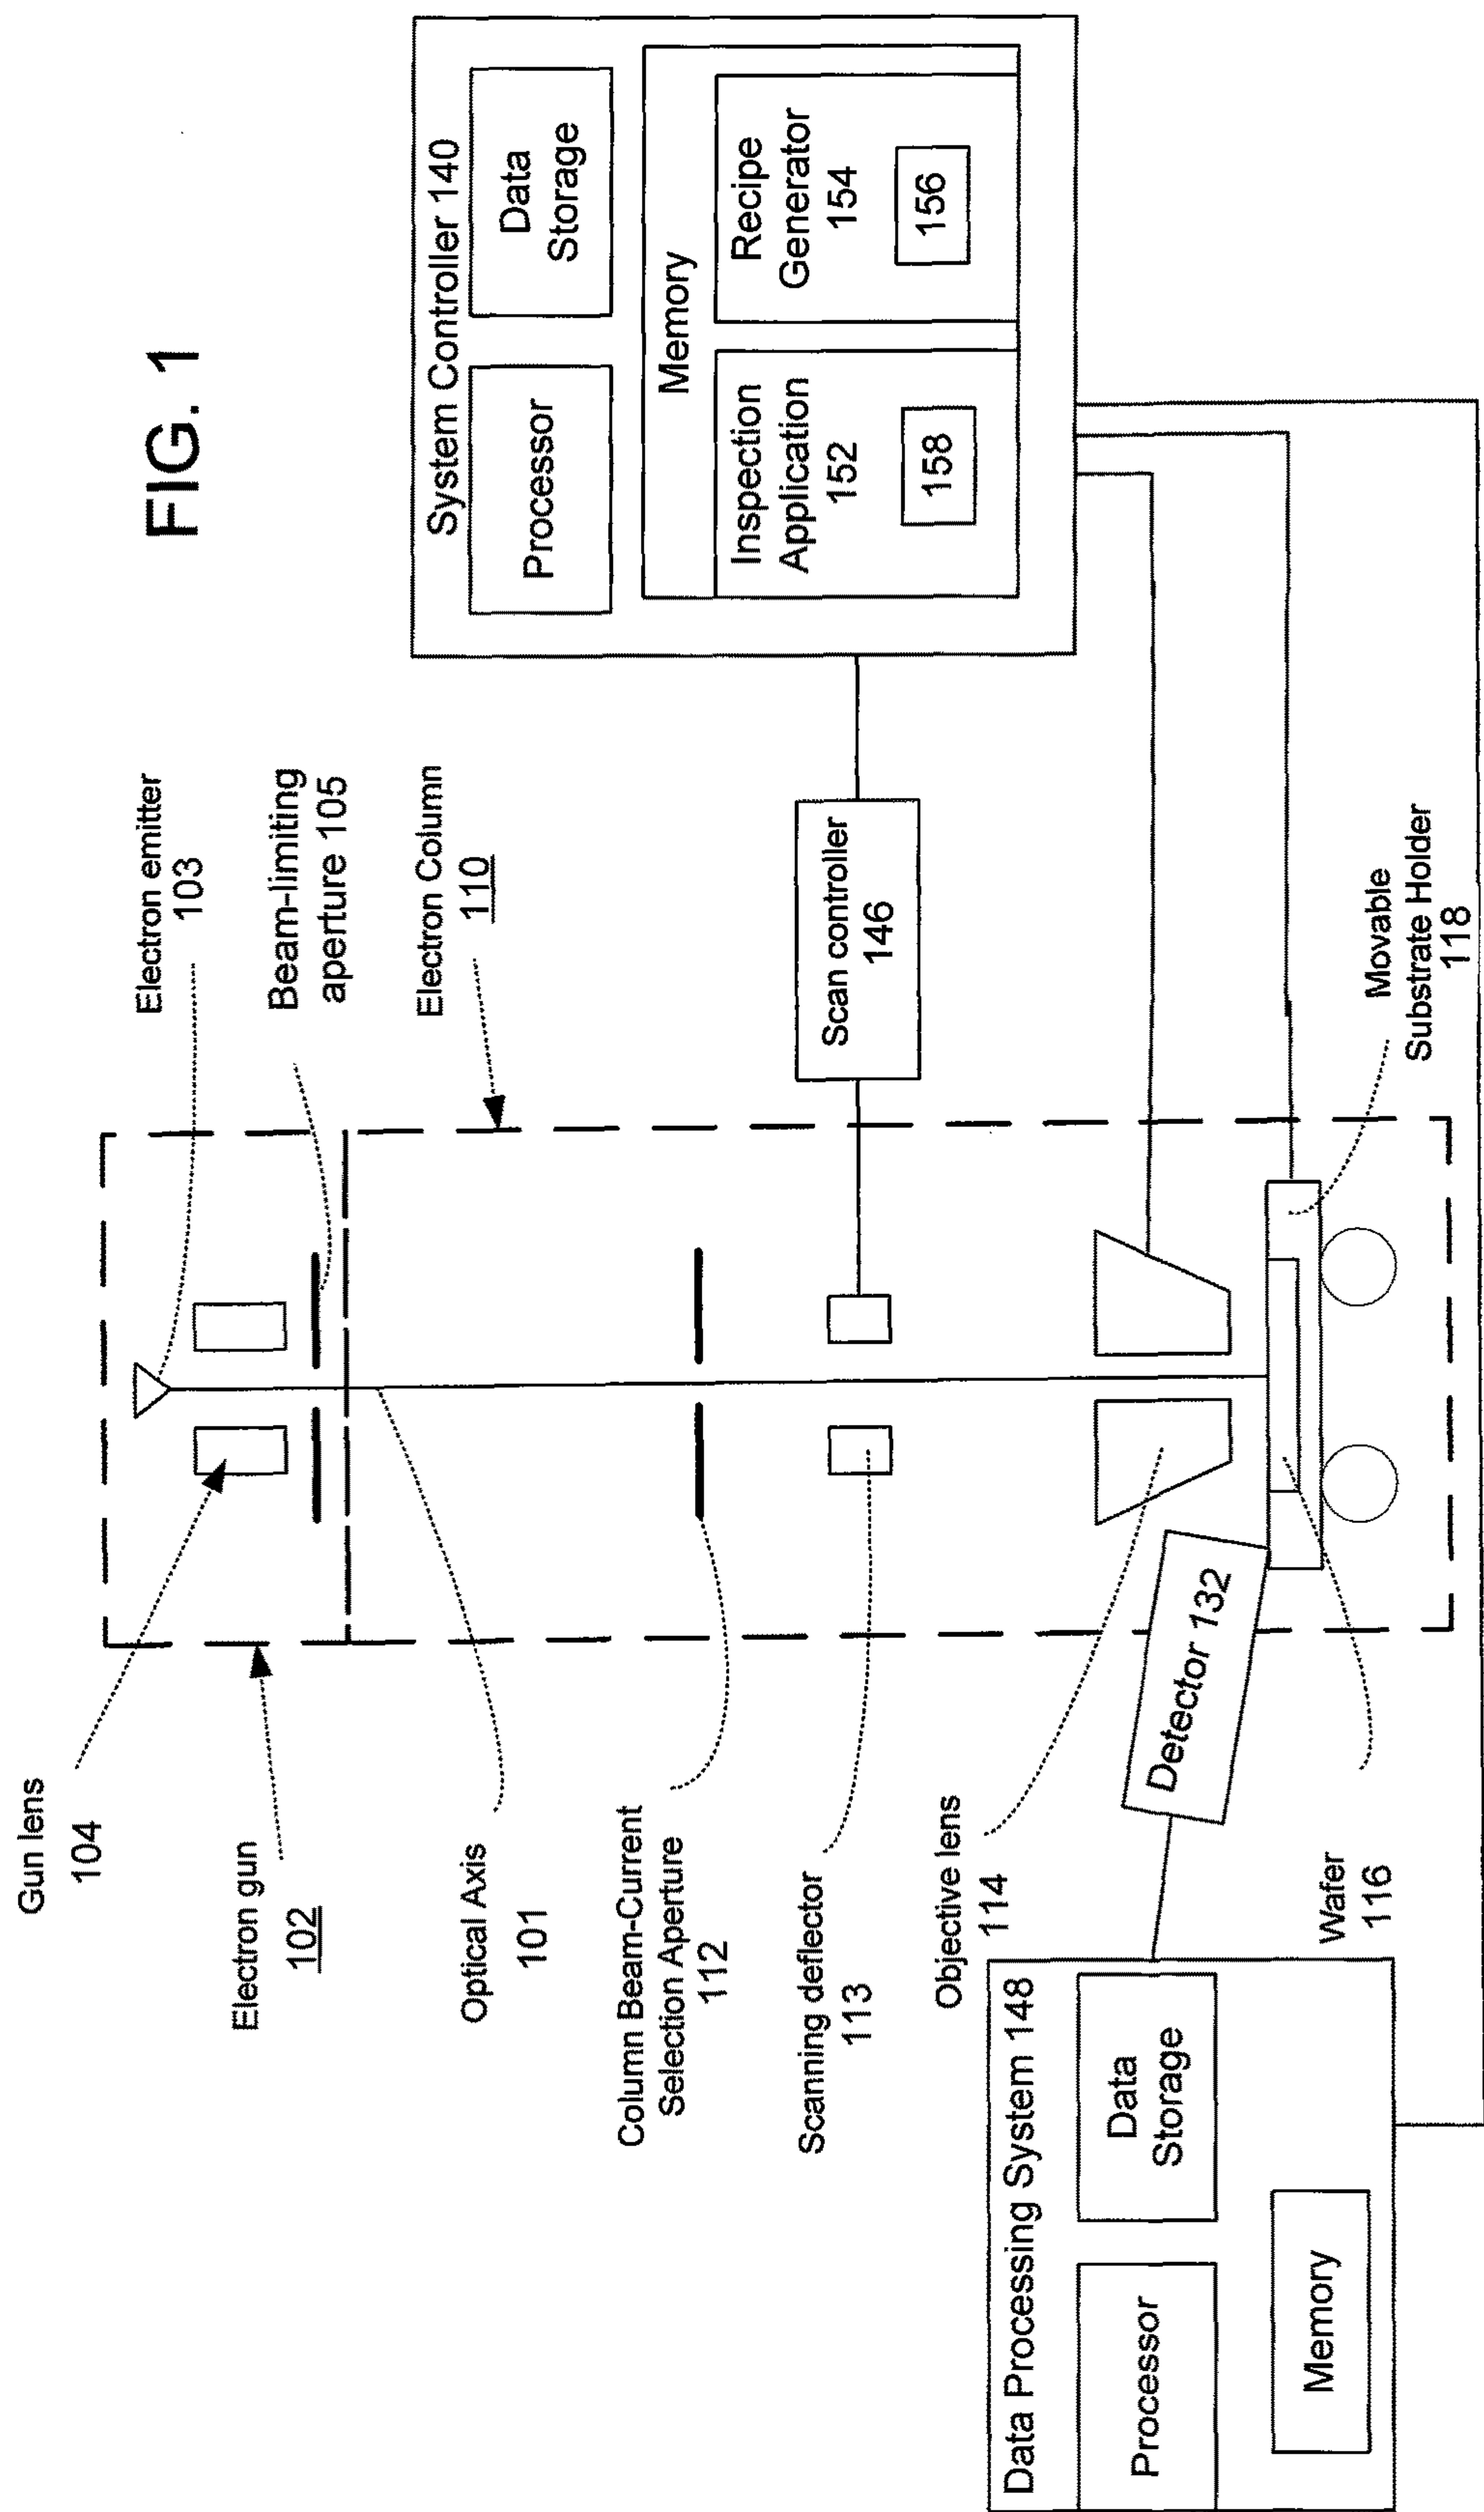 FIG. 1
Gun lens
104
Electron gun
102
Optical Axis
101
Column Beam-Current
Selection Aperture
112
Scanning deflector
113
Objective lens
114
Wafer
116
Detector 132
Data Processing System 148
Processor
Data
Storage
Memory
Electron emitter
103
Beam-limiting
aperture 105
Electron Column
110
Scan controller
146
Movable
Substrate Holder
118
System Controller 140
Processor
Data
Storage
Memory
Inspection
Application
152
158
Recipe
Generator
154
156